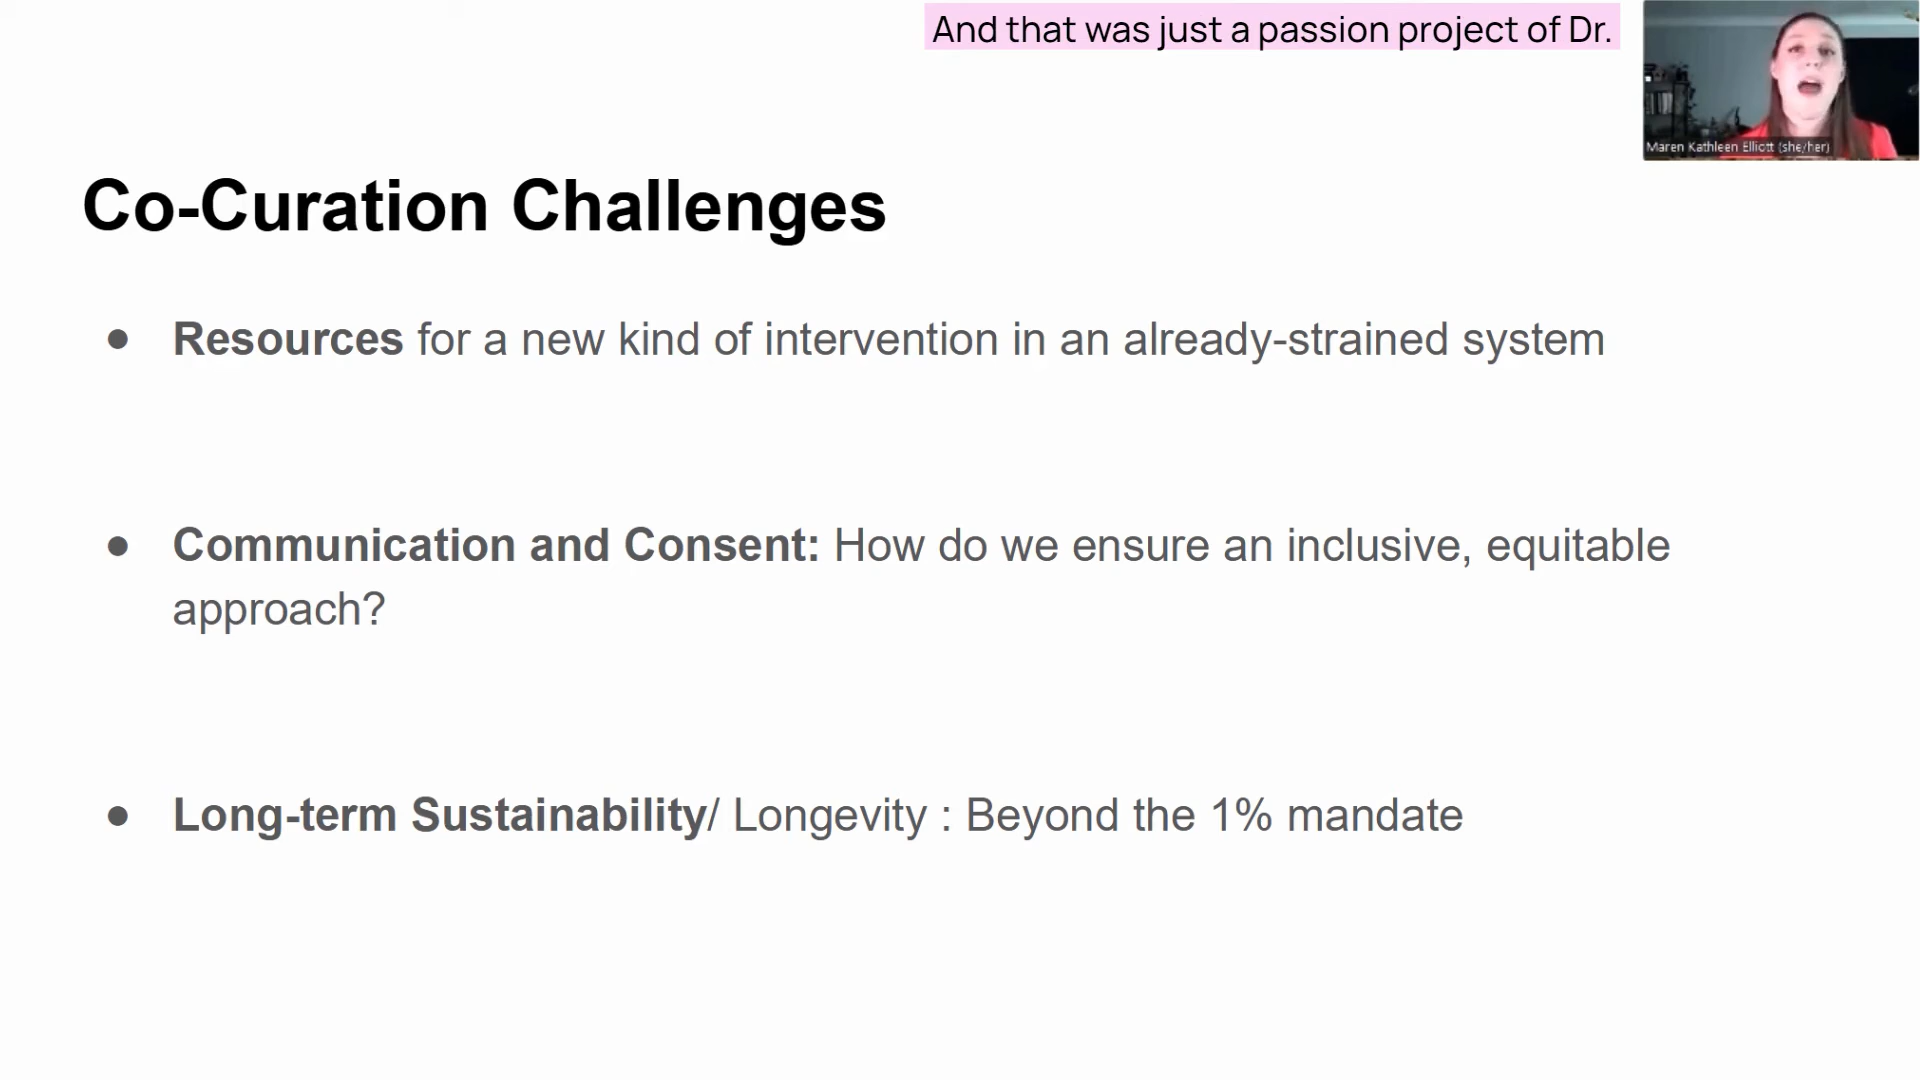 And that was just a passion project of Dr.
Maren Kathleen Elliott (she/her)
Co-Curation Challenges
● Resources for a new kind of intervention in an already-strained system
● Communication and Consent: How do we ensure an inclusive, equitable
approach?
● Long-term Sustainability/ Longevity : Beyond the 1% mandate